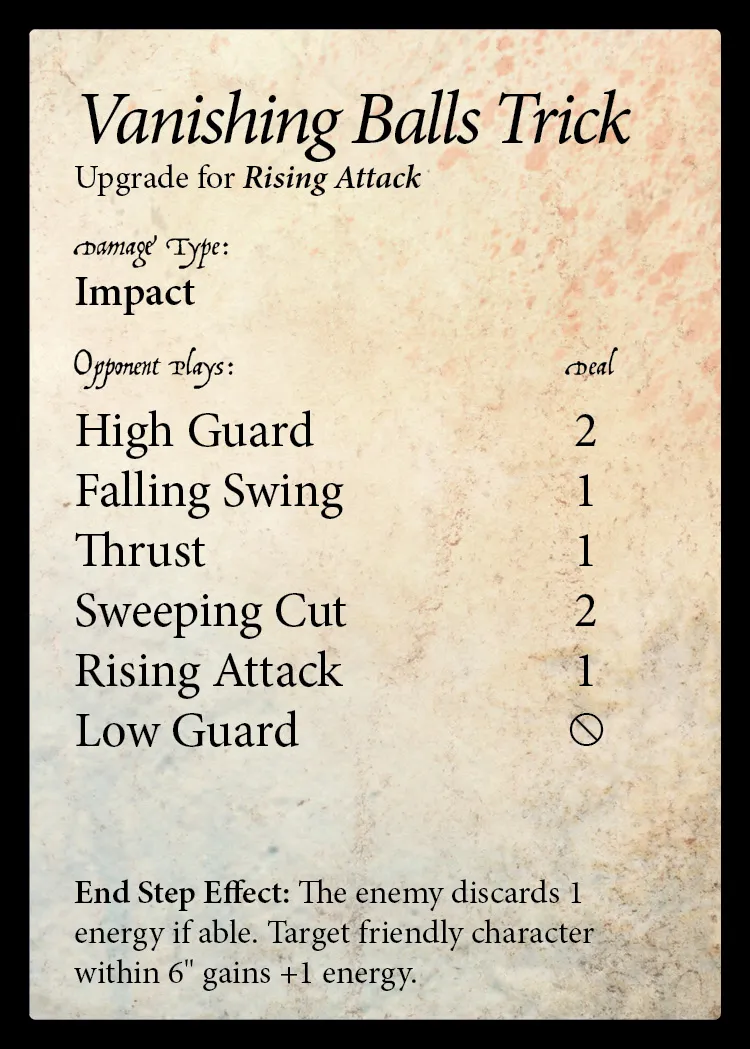 Vanishing Balls Trick
Upgrade for Rising Attack
Damage Type:
Impact
Opponent Plays: Deal
High Guard 2
Falling Swing 1
Thrust 1
Sweeping Cut 2
Rising Attack 1
Low Guard
End Step Effect: The enemy discards 1
energy if able. Target friendly character
within 6" gains +1 energy.